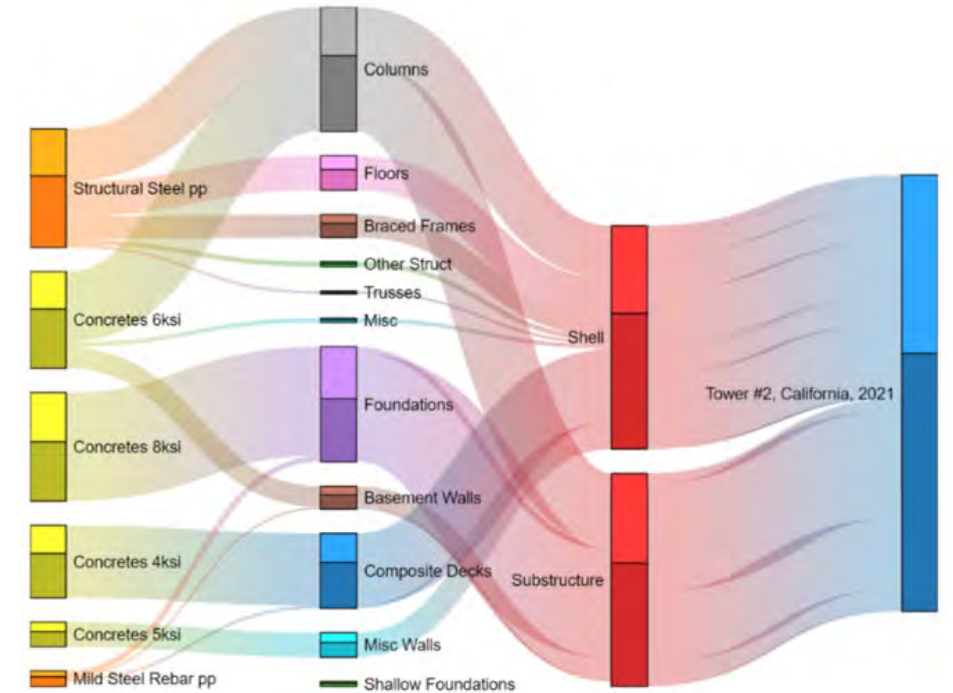 Structural Steel pp
Concretes 6ksi
Concretes 8ksi
Concretes 4ksi
Concretes 5ksi
Mild Steel Rebar pp
Columns
Floors
Braced Frames
Other Struct
Trusses
Misc
Foundations
Basement Walls
Composite Decks
Misc Walls
Shallow Foundations
Shell
Substructure
Tower #2, California, 2021